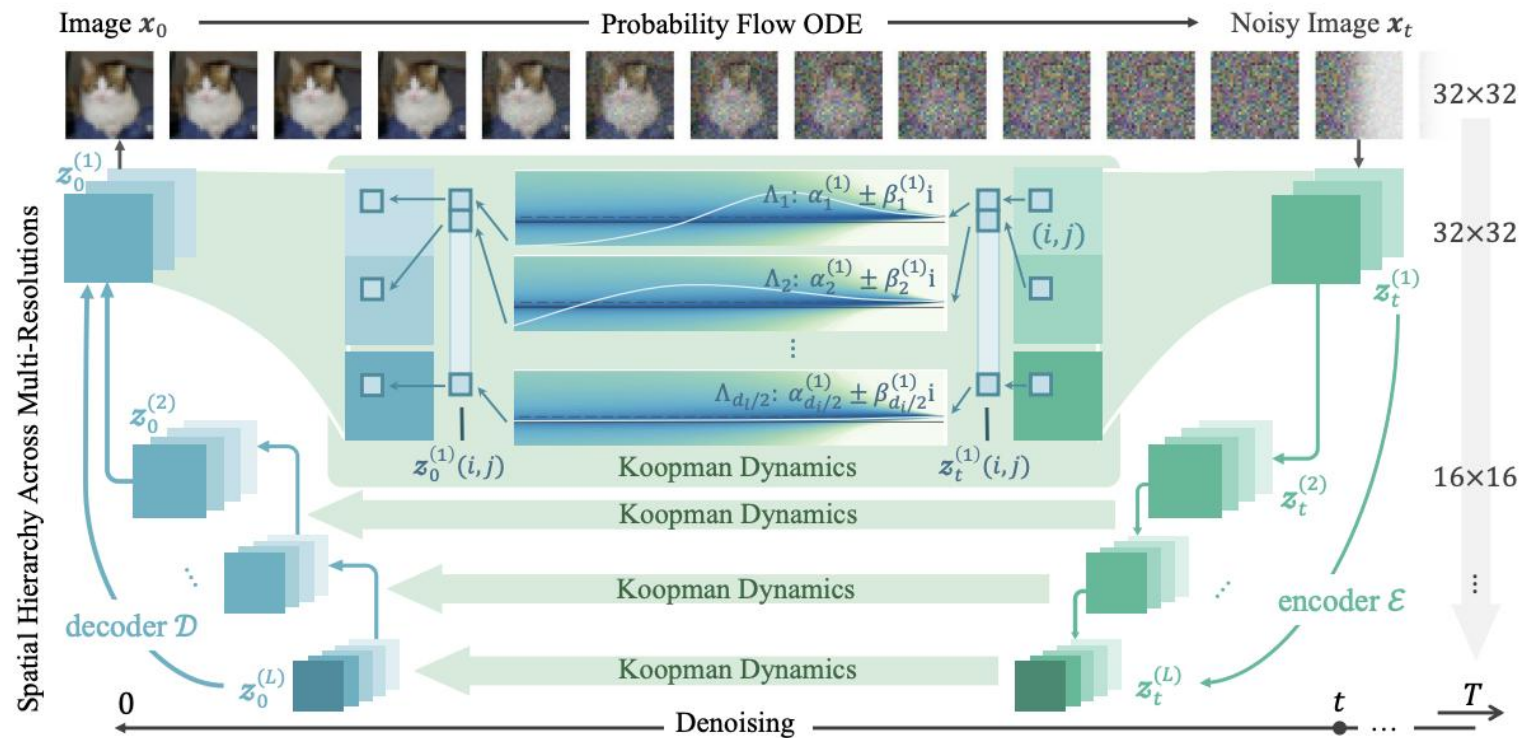 Image x₀
Probability Flow ODE
Noisy Image xₜ
32×32
z₀⁽¹⁾
Λ₁: α₁⁽¹⁾ ± β₁⁽¹⁾i
(i, j)
32×32
Λ₂: α₂⁽¹⁾ ± β₂⁽¹⁾i
zₜ⁽¹⁾
⋮
Λ_{dₗ/2}: α_{dₗ/2}⁽¹⁾ ± β_{dₗ/2}⁽¹⁾i
z₀⁽²⁾
z₀⁽¹⁾(i, j)
Koopman Dynamics
zₜ⁽¹⁾(i, j)
zₜ⁽²⁾
16×16
Koopman Dynamics
Koopman Dynamics
⋮
decoder 𝒟
encoder ℰ
Koopman Dynamics
z₀⁽ᴸ⁾
zₜ⁽ᴸ⁾
0
Denoising
t
...
T
Spatial Hierarchy Across Multi-Resolutions